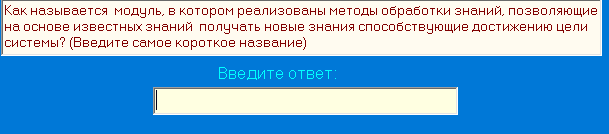 Как называется модуль, в котором реализованы методы обработки знаний, позволяющие
на основе известных знаний получать новые знания способствующие достижению цели
системы? (Введите самое короткое название)
Введите ответ: